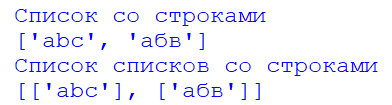 Список со строками
['abc', 'абв']
Список списков со строками
[['abc'], ['абв']]